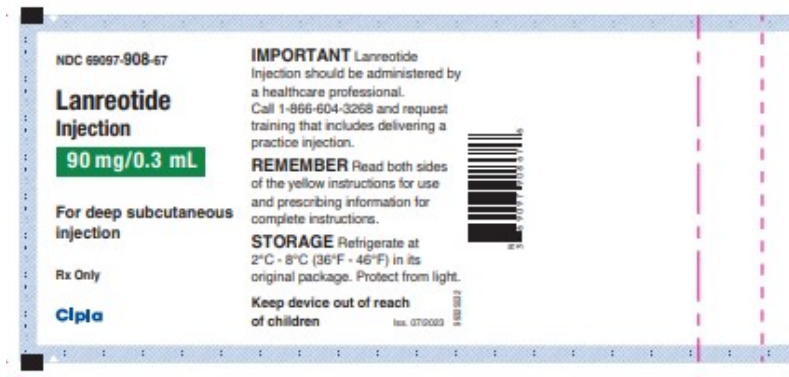 NDC 69097-908-67
Lanreotide
Injection
90 mg/0.3 mL
For deep subcutaneous
injection
Rx Only
Cipla
IMPORTANT Lanreotide
Injection should be administered by
a healthcare professional.
Call 1-866-604-3268 and request
training that includes delivering a
practice injection.
REMEMBER Read both sides
of the yellow instructions for use
and prescribing information for
complete instructions.
STORAGE Refrigerate at
2°C - 8°C (36°F - 46°F) in its
original package. Protect from light.
Keep device out of reach
of children
Iss. 07/2023